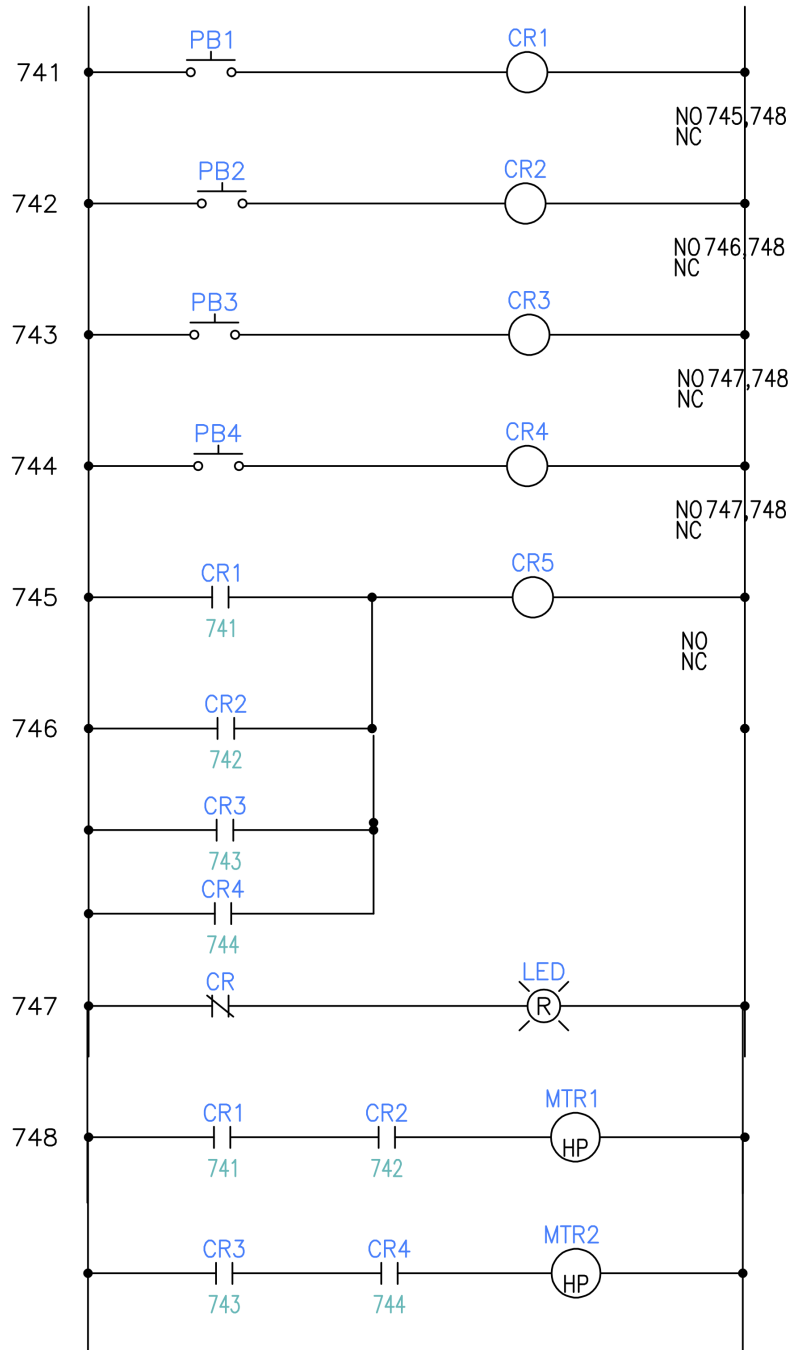 PB1 CR1
741
NO 745,748
NC
PB2 CR2
742
NO 746,748
NC
PB3 CR3
743
NO 747,748
NC
PB4 CR4
744
NO 747,748
NC
CR1 CR5
745
741
NO
NC
CR2
746
742
CR3
743
CR4
744
CR LED
747 R
CR1 CR2 MTR1
748 HP
741 742
CR3 CR4 MTR2
HP
743 744